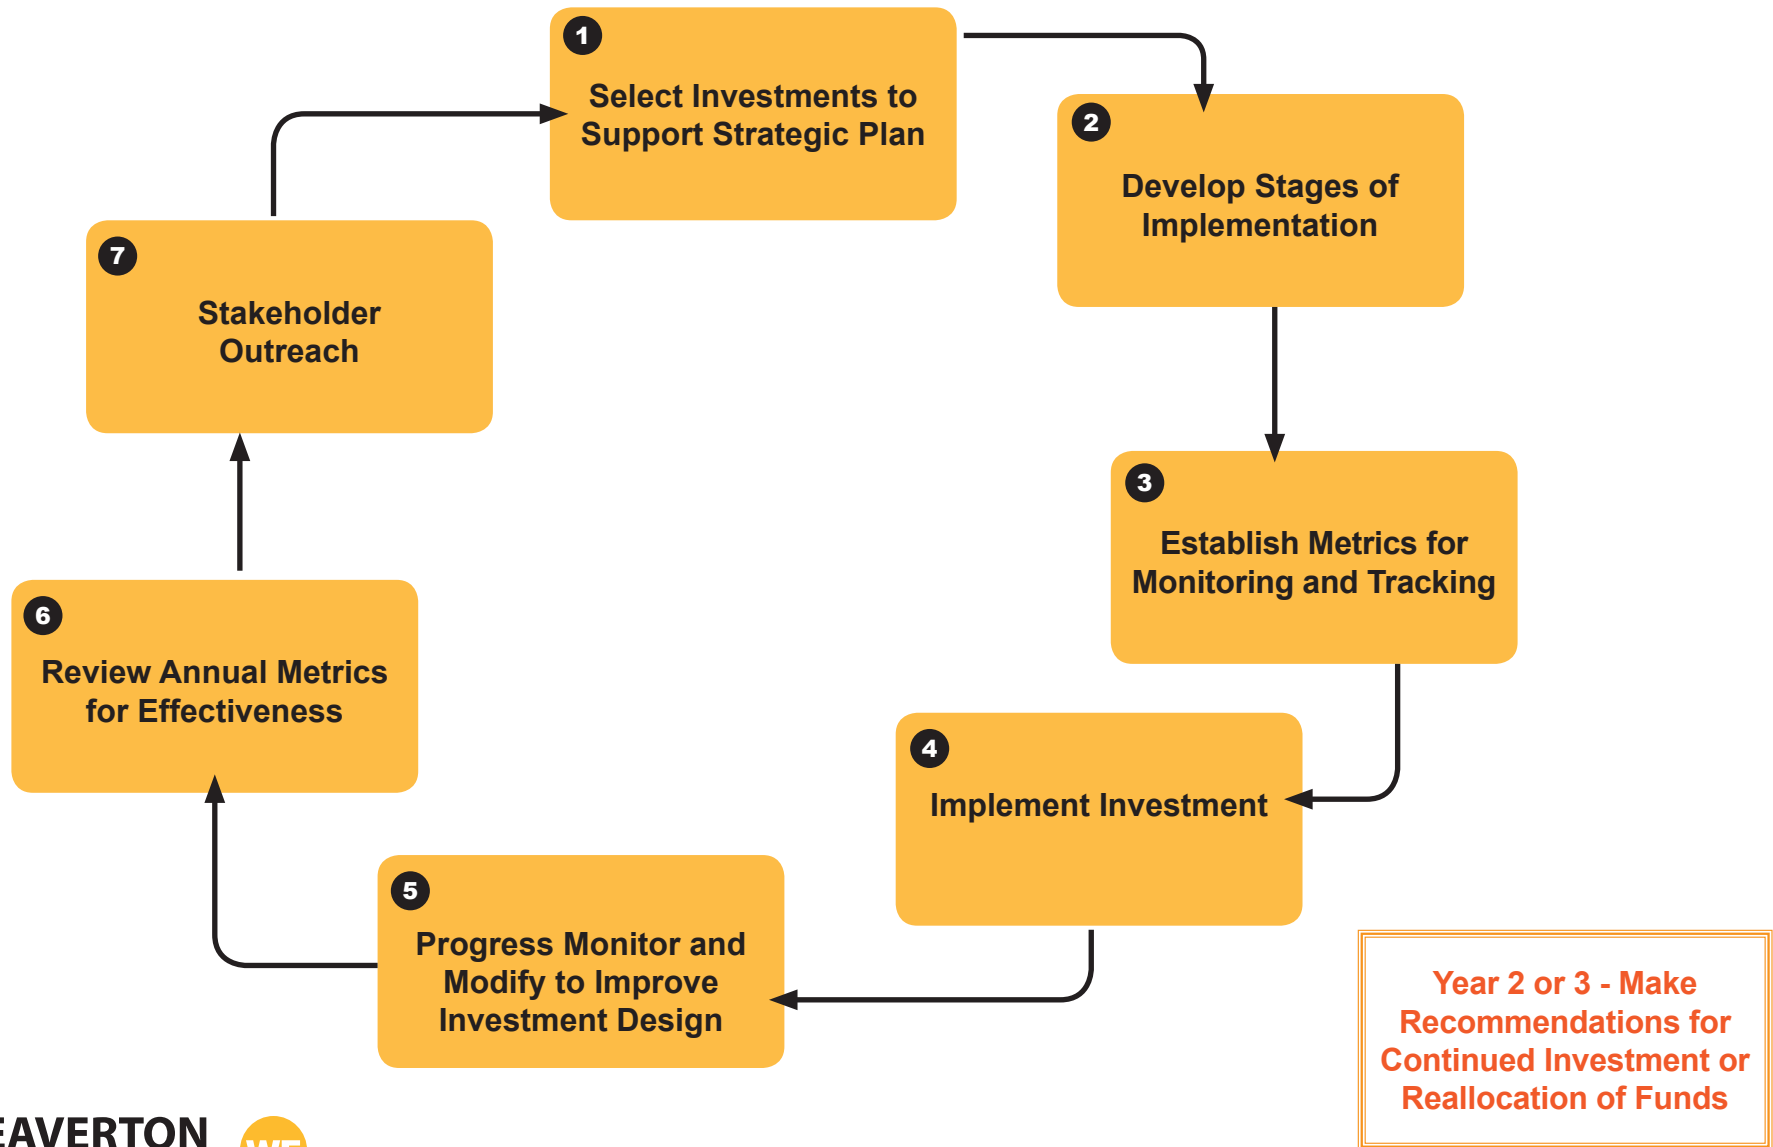 1
Select Investments to
Support Strategic Plan
2
Develop Stages of
Implementation
3
Establish Metrics for
Monitoring and Tracking
4
Implement Investment
5
Progress Monitor and
Modify to Improve
Investment Design
6
Review Annual Metrics
for Effectiveness
7
Stakeholder
Outreach
Year 2 or 3 - Make
Recommendations for
Continued Investment or
Reallocation of Funds
EAVERTON
WE